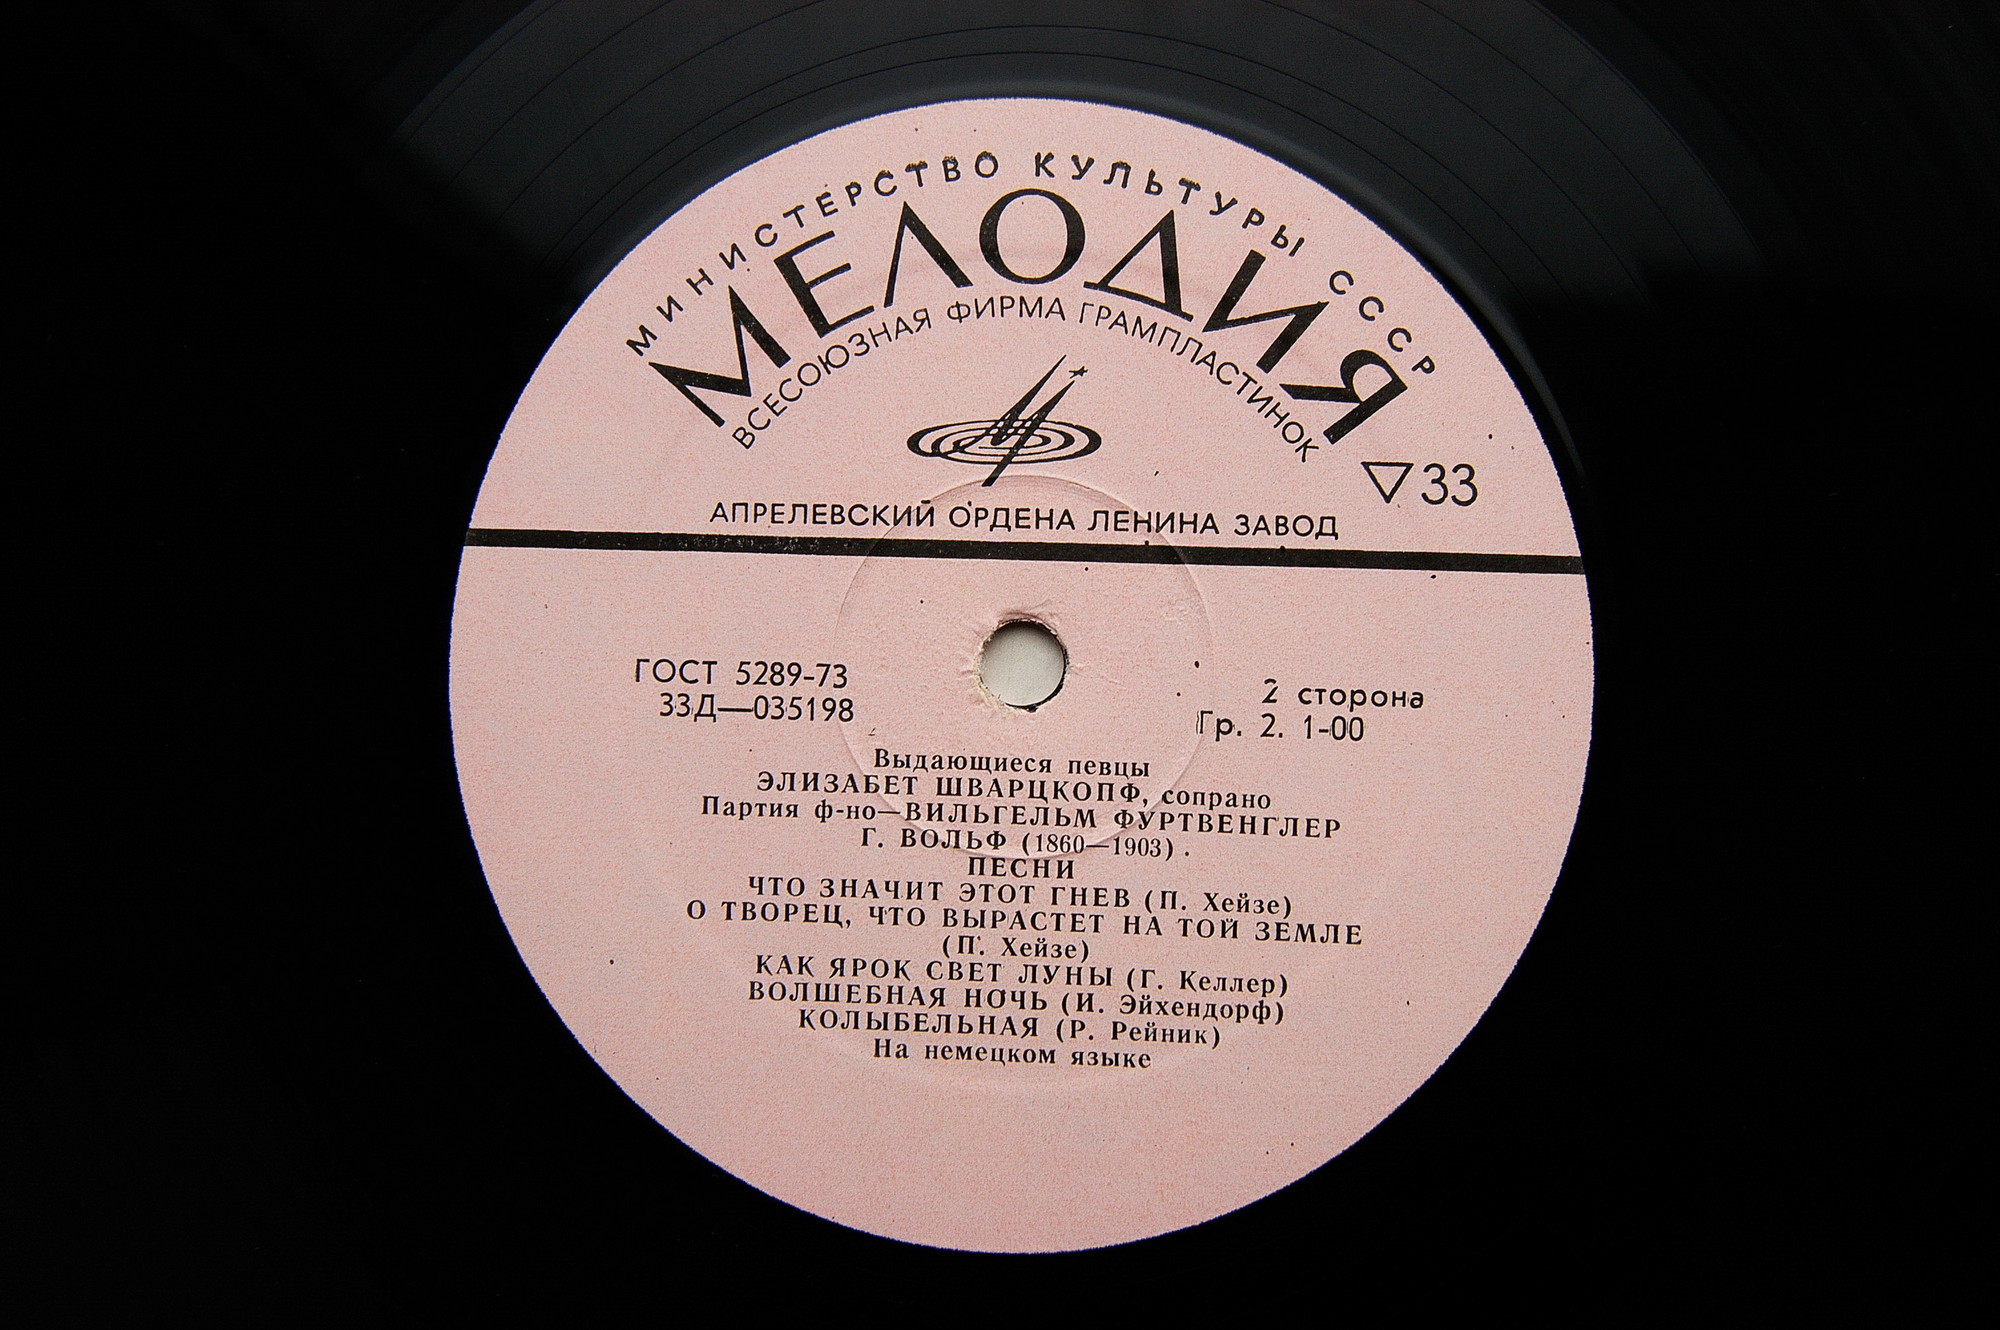 МИНИСТЕРСТВО КУЛЬТУРЫ СССР
МЕЛОДИЯ
ВСЕСОЮЗНАЯ ФИРМА ГРАМПЛАСТИНОК
▽33
АПРЕЛЕВСКИЙ ОРДЕНА ЛЕНИНА ЗАВОД
ГОСТ 5289-73
33Д—035198
2 сторона
Гр. 2. 1-00
Выдающиеся певцы
ЭЛИЗАБЕТ ШВАРЦКОПФ, сопрано
Партия ф-но—ВИЛЬГЕЛЬМ ФУРТВЕНГЛЕР
Г. ВОЛЬФ (1860—1903).
ПЕСНИ
ЧТО ЗНАЧИТ ЭТОТ ГНЕВ (П. Хейзе)
О ТВОРЕЦ, ЧТО ВЫРАСТЕТ НА ТОЙ ЗЕМЛЕ
(П. Хейзе)
КАК ЯРОК СВЕТ ЛУНЫ (Г. Келлер)
ВОЛШЕБНАЯ НОЧЬ (И. Эйхендорф)
КОЛЫБЕЛЬНАЯ (Р. Рейник)
На немецком языке